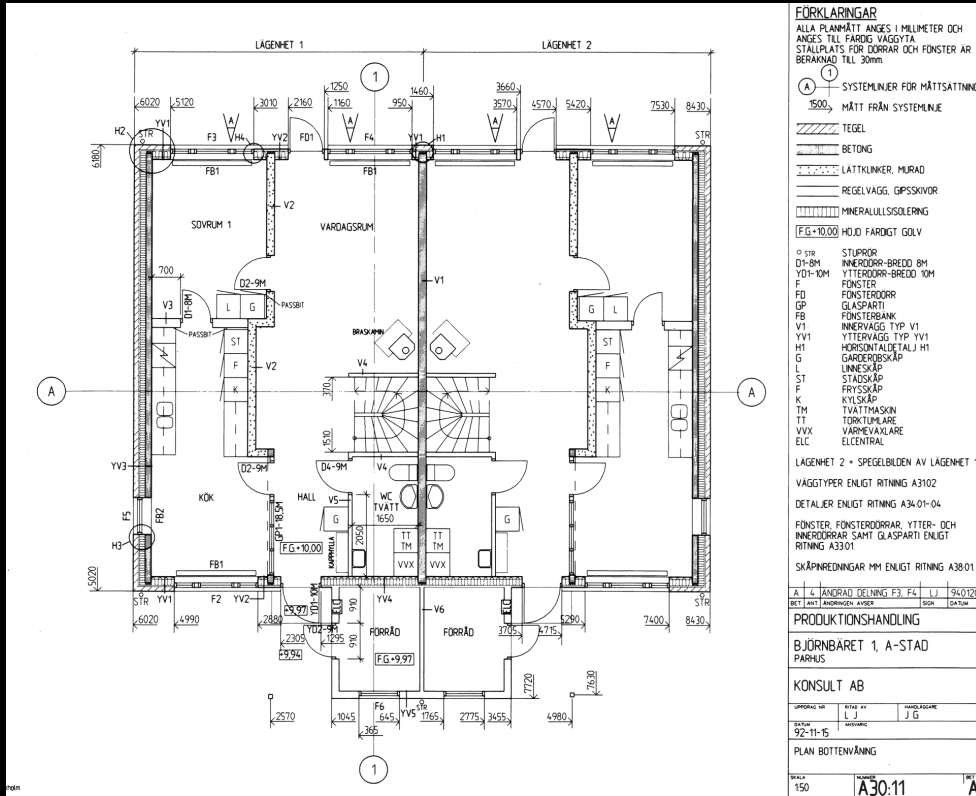 LÄGENHET 1
LÄGENHET 2
1
1250
1460
3660
6020
5120
3010
2160
1160
950
3570
4570
5420
7530
8430
H2
STR
YV1
F3
A
H4
YV2
FD1
A
F4
YV1
H1
A
A
STR
6180
FB1
FB1
V2
SOVRUM 1
VARDAGSRUM
700
D2-9M
V1
V3
D1-8M
L
G
PASSBIT
G
L
PASSBIT
ST
BRASKAMIN
ST
F
V2
V4
F
A
K
370
K
A
1510
YV3
D2-9M
D4-9M
V4
KÖK
HALL
V5
WC
TVÄTT
1650
F5
FB2
GP1-18,5M
G
G
H3
F.G.+10,00
KAPPHYLLA
2050
TT
TM
TT
TM
FB1
VVX
VVX
5020
STR
YV1
F2
YV2
+9,97
YD1-10M
YV4
910
V6
STR
6020
4990
2880
2305
YD2-9M
1295
FÖRRÅD
FÖRRÅD
3705
4715
5290
7400
8430
+9,94
910
F.G.+9,97
7720
7630
F6
YV5
STR
2570
1045
645
1765
2775
3455
4980
365
1
FÖRKLARINGAR
ALLA PLANMÅTT ANGES I MILLIMETER OCH
ANGES TILL FÄRDIG VÄGGYTA.
STÄLLPLATS FÖR DÖRRAR OCH FÖNSTER ÄR
BERÄKNAD TILL 30mm.
1
A SYSTEMLINJER FÖR MÅTTSÄTTNING
1500 MÅTT FRÅN SYSTEMLINJE
TEGEL
BETONG
LÄTTKLINKER, MURAD
REGELVÄGG, GIPSSKIVOR
MINERALULLSISOLERING
F.G.+10,00 HÖJD FÄRDIGT GOLV
STR STUPRÖR
D1-8M INNERDÖRR-BREDD 8M
YD1-10M YTTERDÖRR-BREDD 10M
F FÖNSTER
FD FÖNSTERDÖRR
GP GLASPARTI
FB FÖNSTERBÄNK
V1 INNERVÄGG TYP V1
YV1 YTTERVÄGG TYP YV1
H1 HORISONTALDETALJ H1
G GARDEROBSKÅP
L LINNESKÅP
ST STÄDSKÅP
F FRYSSKÅP
K KYLSKÅP
TM TVÄTTMASKIN
TT TORKTUMLARE
VVX VÄRMEVÄXLARE
ELC ELCENTRAL
LÄGENHET 2 = SPEGELBILDEN AV LÄGENHET 1
VÄGGTYPER ENLIGT RITNING A31:02
DETALJER ENLIGT RITNING A34:01-04
FÖNSTER, FÖNSTERDÖRRAR, YTTER- OCH
INNERDÖRRAR SAMT GLASPARTI ENLIGT
RITNING A33:01
SKÅPINREDNINGAR MM ENLIGT RITNING A38:01
A 4 ÄNDRAD DELNING F3, F4 LJ 940120
BET ANT ÄNDRINGEN AVSER SIGN DATUM
PRODUKTIONSHANDLING
BJÖRNBÄRET 1, A-STAD
PARHUS
KONSULT AB
UPPDRAG NR RITAD AV HANDLÄGGARE
LJ JG
DATUM ANSVARIG
92-11-15
PLAN BOTTENVÅNING
SKALA NUMMER BET
1:50 A30:11 A